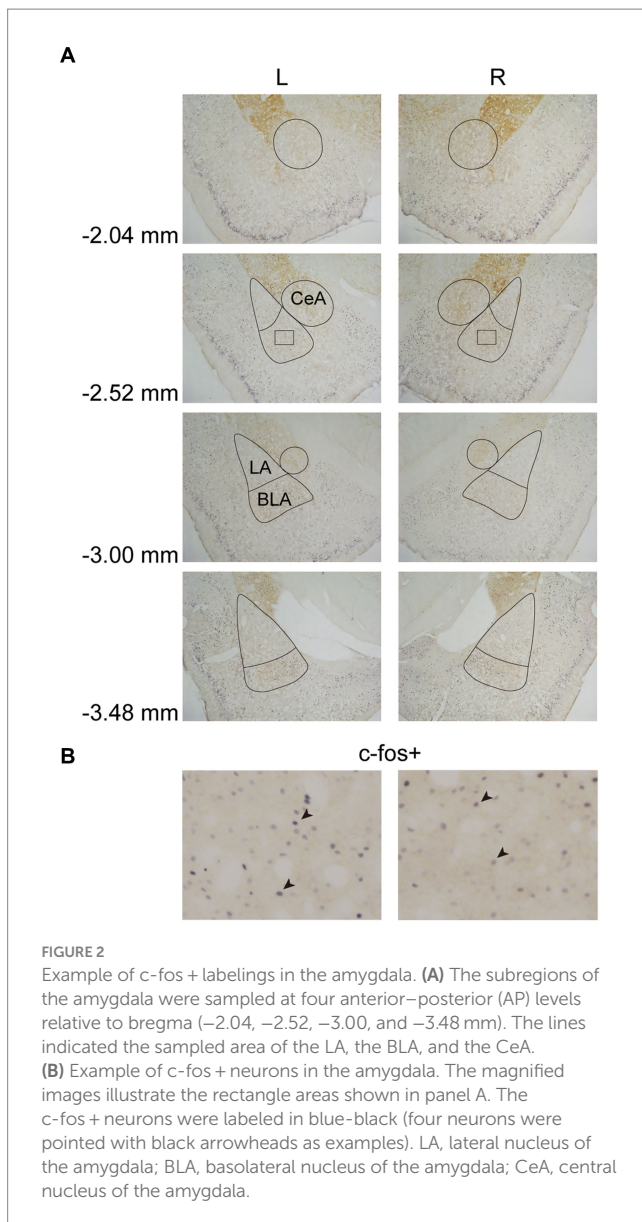 A
L
R
-2.04 mm
CeA
-2.52 mm
LA
BLA
-3.00 mm
-3.48 mm
B
c-fos+
FIGURE 2
Example of c-fos + labelings in the amygdala. (A) The subregions of
the amygdala were sampled at four anterior–posterior (AP) levels
relative to bregma (−2.04, −2.52, −3.00, and −3.48 mm). The lines
indicated the sampled area of the LA, the BLA, and the CeA.
(B) Example of c-fos + neurons in the amygdala. The magnified
images illustrate the rectangle areas shown in panel A. The
c-fos + neurons were labeled in blue-black (four neurons were
pointed with black arrowheads as examples). LA, lateral nucleus of
the amygdala; BLA, basolateral nucleus of the amygdala; CeA, central
nucleus of the amygdala.